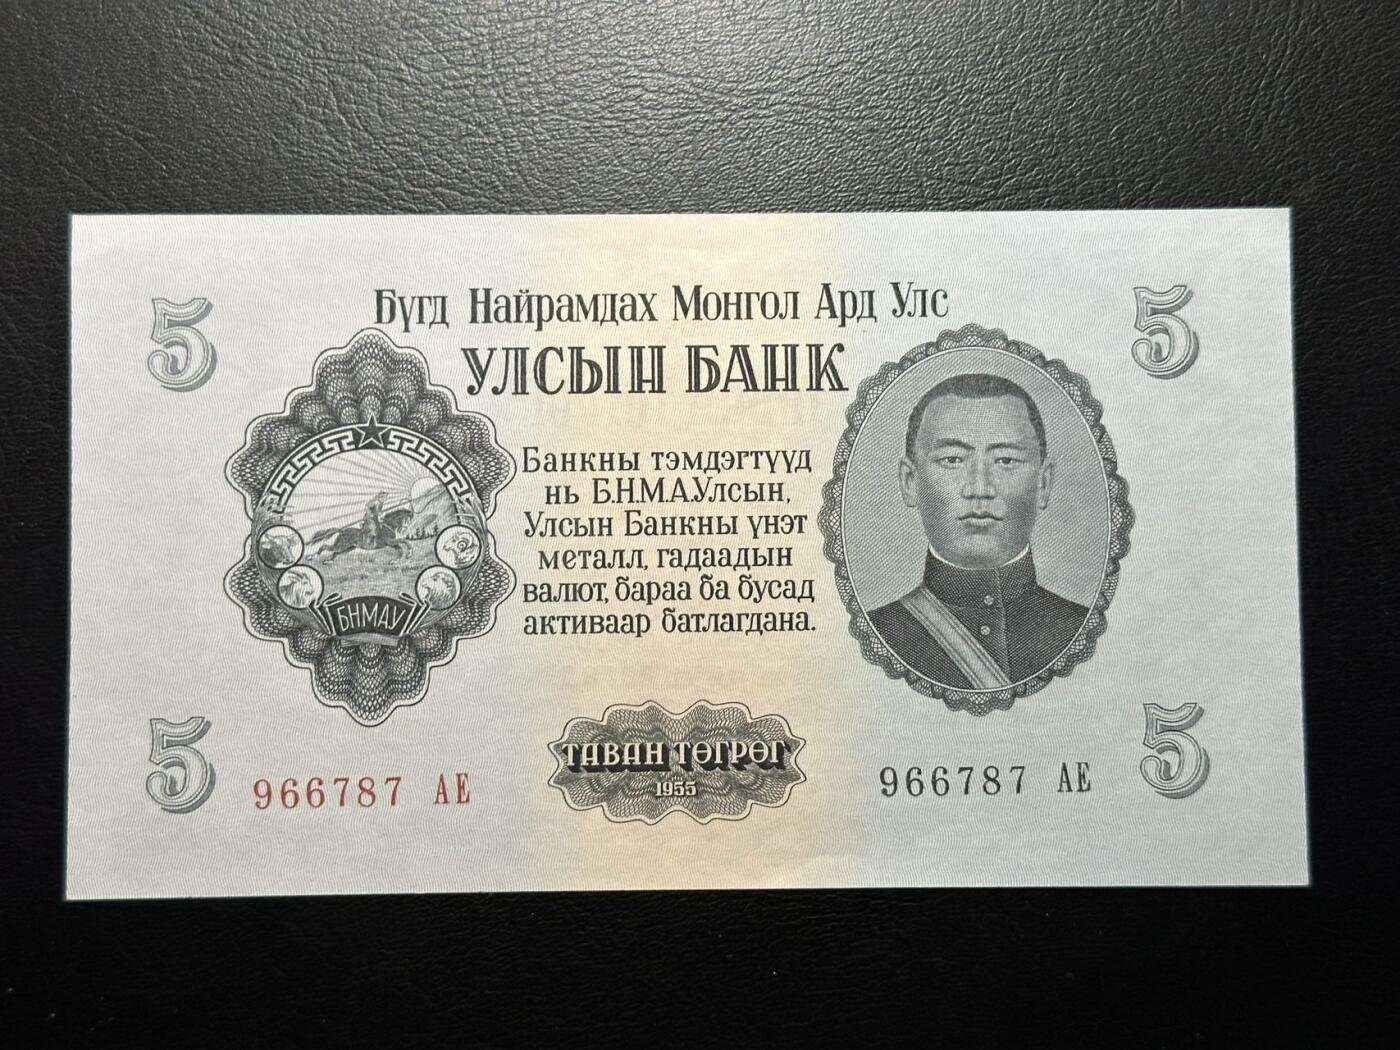 5
5
Бүгд Найрамдах Монгол Ард Улс
УЛСЫН БАНК
Банкны тэмдэгтүүд
нь Б.Н.М.А.Улсын,
Улсын Банкны үнэт
металл, гадаадын
валют, бараа ба бусад
активаар батлагдана.
БНМАУ
ТАВАН ТӨГРӨГ
1955
5
966787 АЕ
966787 АЕ
5